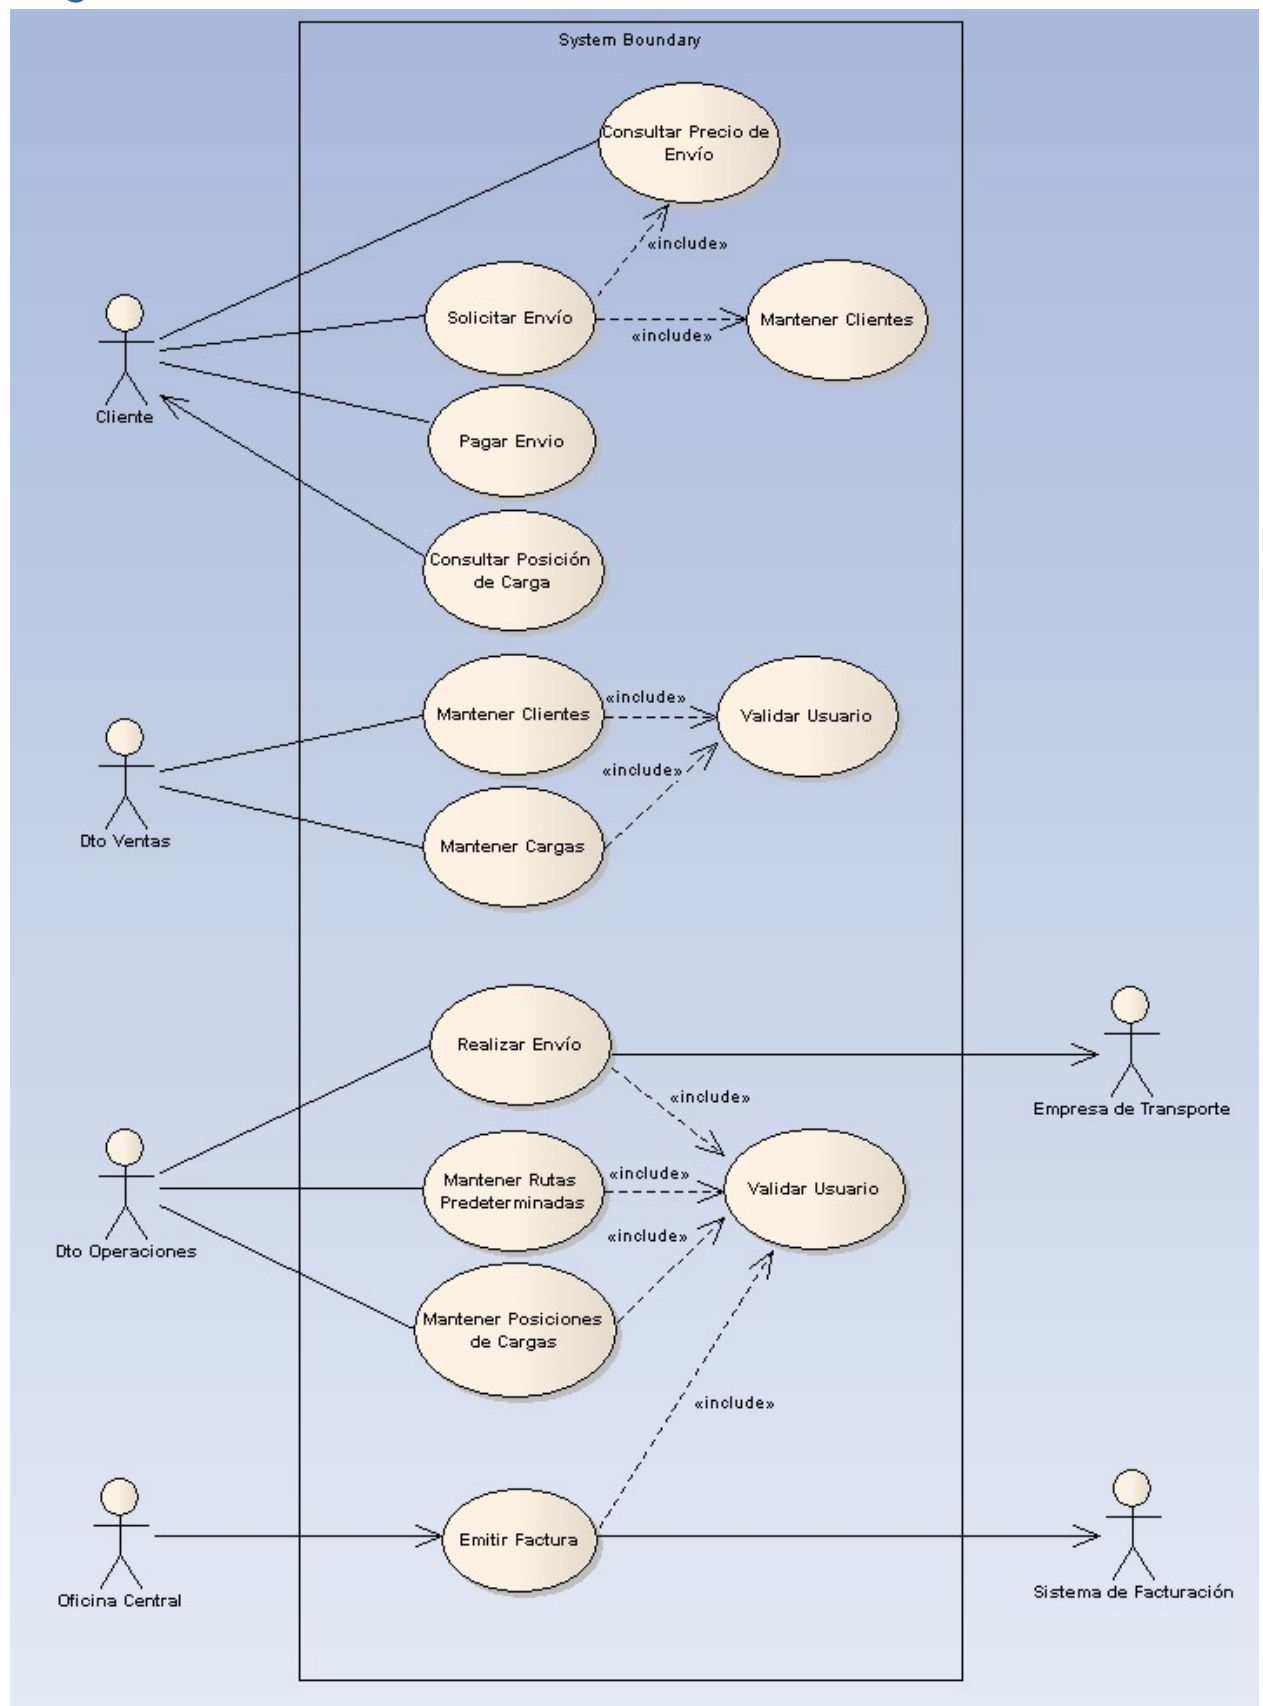 System Boundary
Consultar Precio de
Envío
«include»
Solicitar Envío
Mantener Clientes
«include»
Cliente
Pagar Envio
Consultar Posición
de Carga
«include»
Mantener Clientes
Validar Usuario
«include»
Dto Ventas
Mantener Cargas
Realizar Envío
«include»
Empresa de Transporte
Mantener Rutas
Predeterminadas
«include»
Validar Usuario
«include»
Dto Operaciones
Mantener Posiciones
de Cargas
«include»
Emitir Factura
Oficina Central
Sistema de Facturación